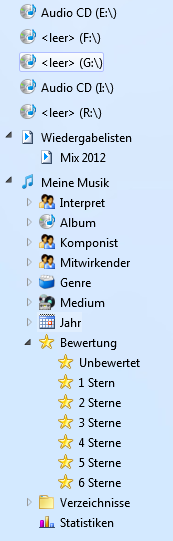 Audio CD (E:\)
<leer> (F:\)
<leer> (G:\)
Audio CD (I:\)
<leer> (R:\)
Wiedergabelisten
Mix 2012
Meine Musik
Interpret
Album
Komponist
Mitwirkender
Genre
Medium
Jahr
Bewertung
Unbewertet
1 Stern
2 Sterne
3 Sterne
4 Sterne
5 Sterne
6 Sterne
Verzeichnisse
Statistiken